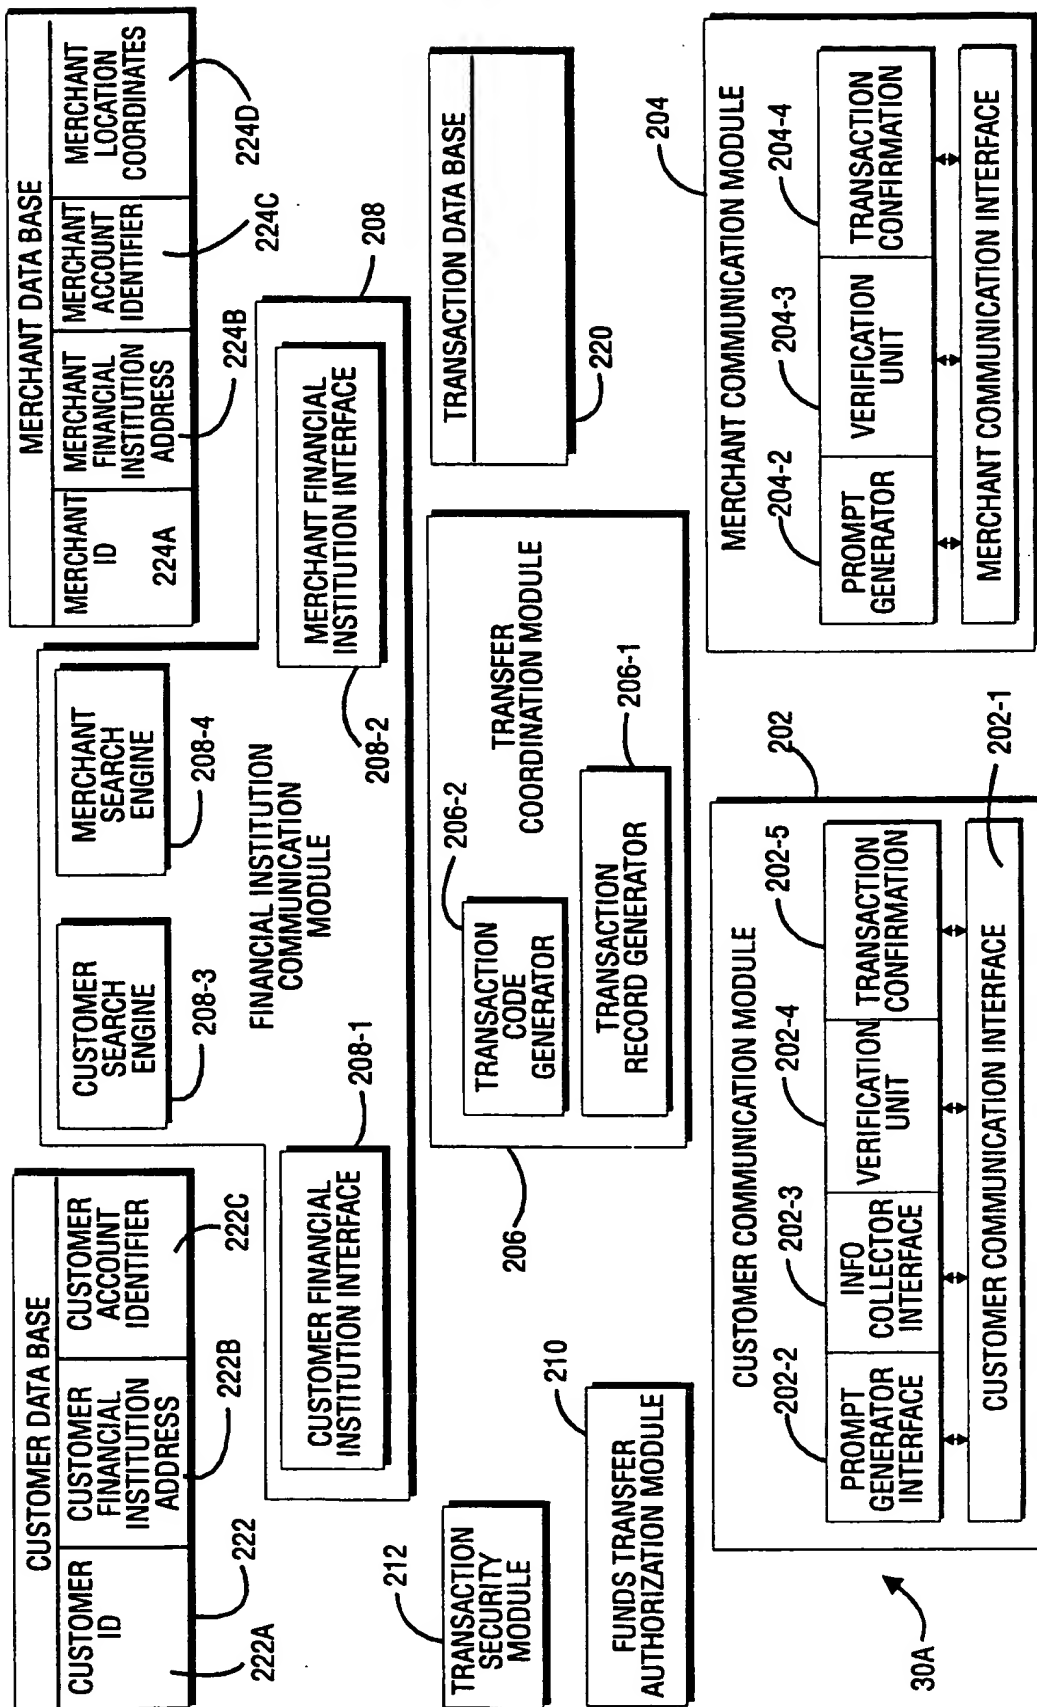 CUSTOMER DATA BASE
CUSTOMER
ID
CUSTOMER
FINANCIAL
INSTITUTION
ADDRESS
CUSTOMER
ACCOUNT
IDENTIFIER
222A
222
222B
222C
CUSTOMER
SEARCH
ENGINE
208-3
MERCHANT
SEARCH
ENGINE
208-4
MERCHANT DATA BASE
MERCHANT
ID
224A
MERCHANT
FINANCIAL
INSTITUTION
ADDRESS
MERCHANT
ACCOUNT
IDENTIFIER
MERCHANT
LOCATION
COORDINATES
224B
224C
224D
FINANCIAL INSTITUTION
COMMUNICATION
MODULE
208
CUSTOMER FINANCIAL
INSTITUTION INTERFACE
208-1
MERCHANT FINANCIAL
INSTITUTION INTERFACE
208-2
TRANSACTION
SECURITY
MODULE
212
FUNDS TRANSFER
AUTHORIZATION MODULE
210
TRANSFER
COORDINATION MODULE
206
TRANSACTION
CODE
GENERATOR
206-2
TRANSACTION
RECORD GENERATOR
206-1
TRANSACTION DATA BASE
220
CUSTOMER COMMUNICATION MODULE
202
202-2
202-3
202-4
202-5
PROMPT
GENERATOR
INTERFACE
INFO
COLLECTOR
INTERFACE
VERIFICATION
UNIT
TRANSACTION
CONFIRMATION
CUSTOMER COMMUNICATION INTERFACE
202-1
MERCHANT COMMUNICATION MODULE
204
204-2
204-3
204-4
PROMPT
GENERATOR
VERIFICATION
UNIT
TRANSACTION
CONFIRMATION
MERCHANT COMMUNICATION INTERFACE
30A